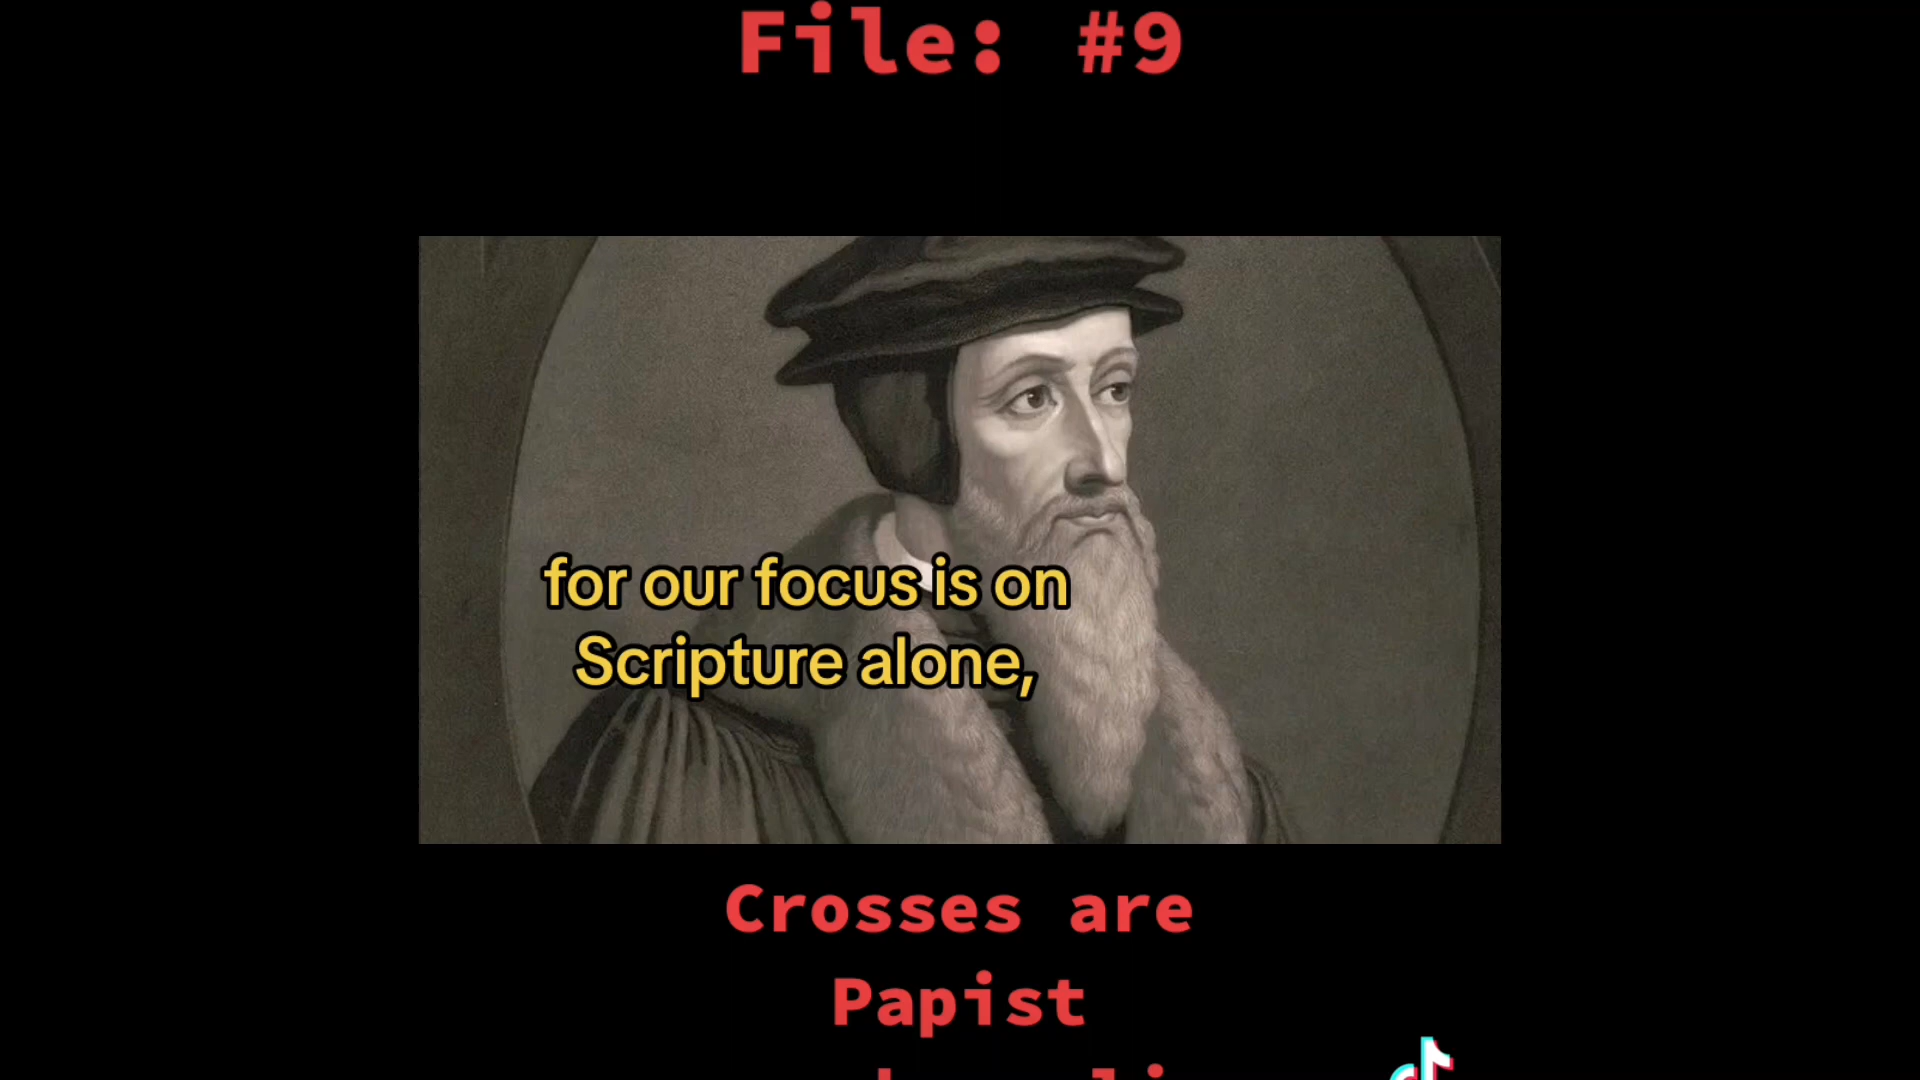 File: #9
for our focus is on
Scripture alone,
Crosses are
Papist